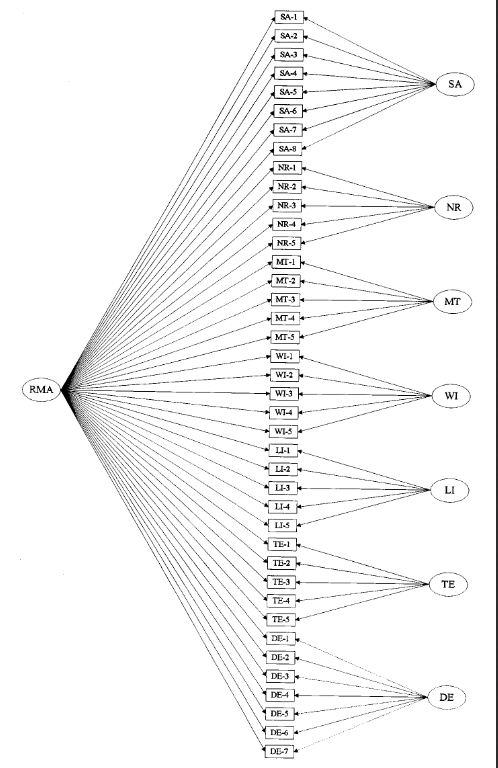 SA-1
SA-2
SA-3
SA-4
SA-5
SA-6
SA-7
SA-8
NR-1
NR-2
NR-3
NR-4
NR-5
MT-1
MT-2
MT-3
MT-4
MT-5
WI-1
WI-2
WI-3
WI-4
WI-5
LI-1
LI-2
LI-3
LI-4
LI-5
TE-1
TE-2
TE-3
TE-4
TE-5
DE-1
DE-2
DE-3
DE-4
DE-5
DE-6
DE-7
RMA
SA
NR
MT
WI
LI
TE
DE